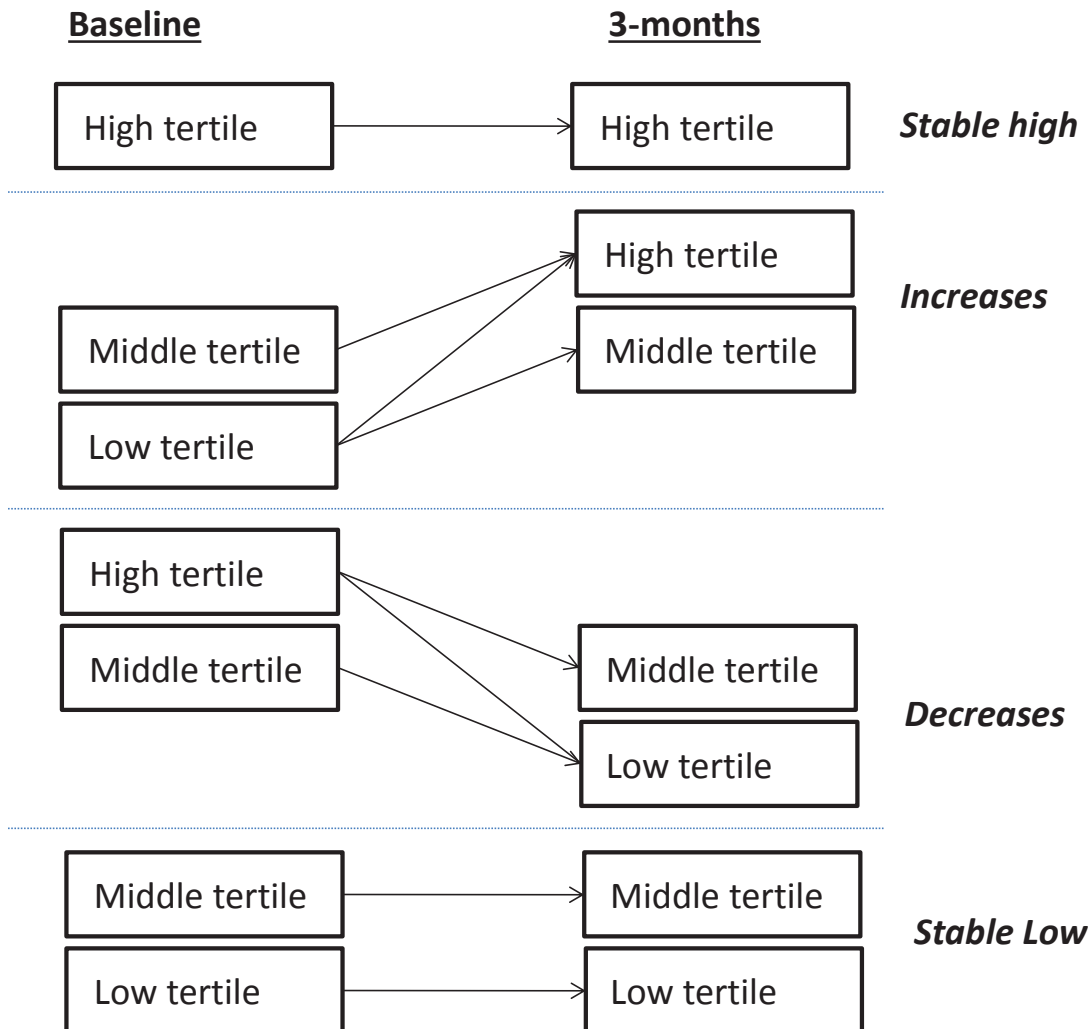 Baseline 3-months
High tertile High tertile Stable high
High tertile
Increases
Middle tertile Middle tertile
Low tertile
High tertile
Middle tertile Middle tertile
Decreases
Low tertile
Middle tertile Middle tertile
Stable Low
Low tertile Low tertile